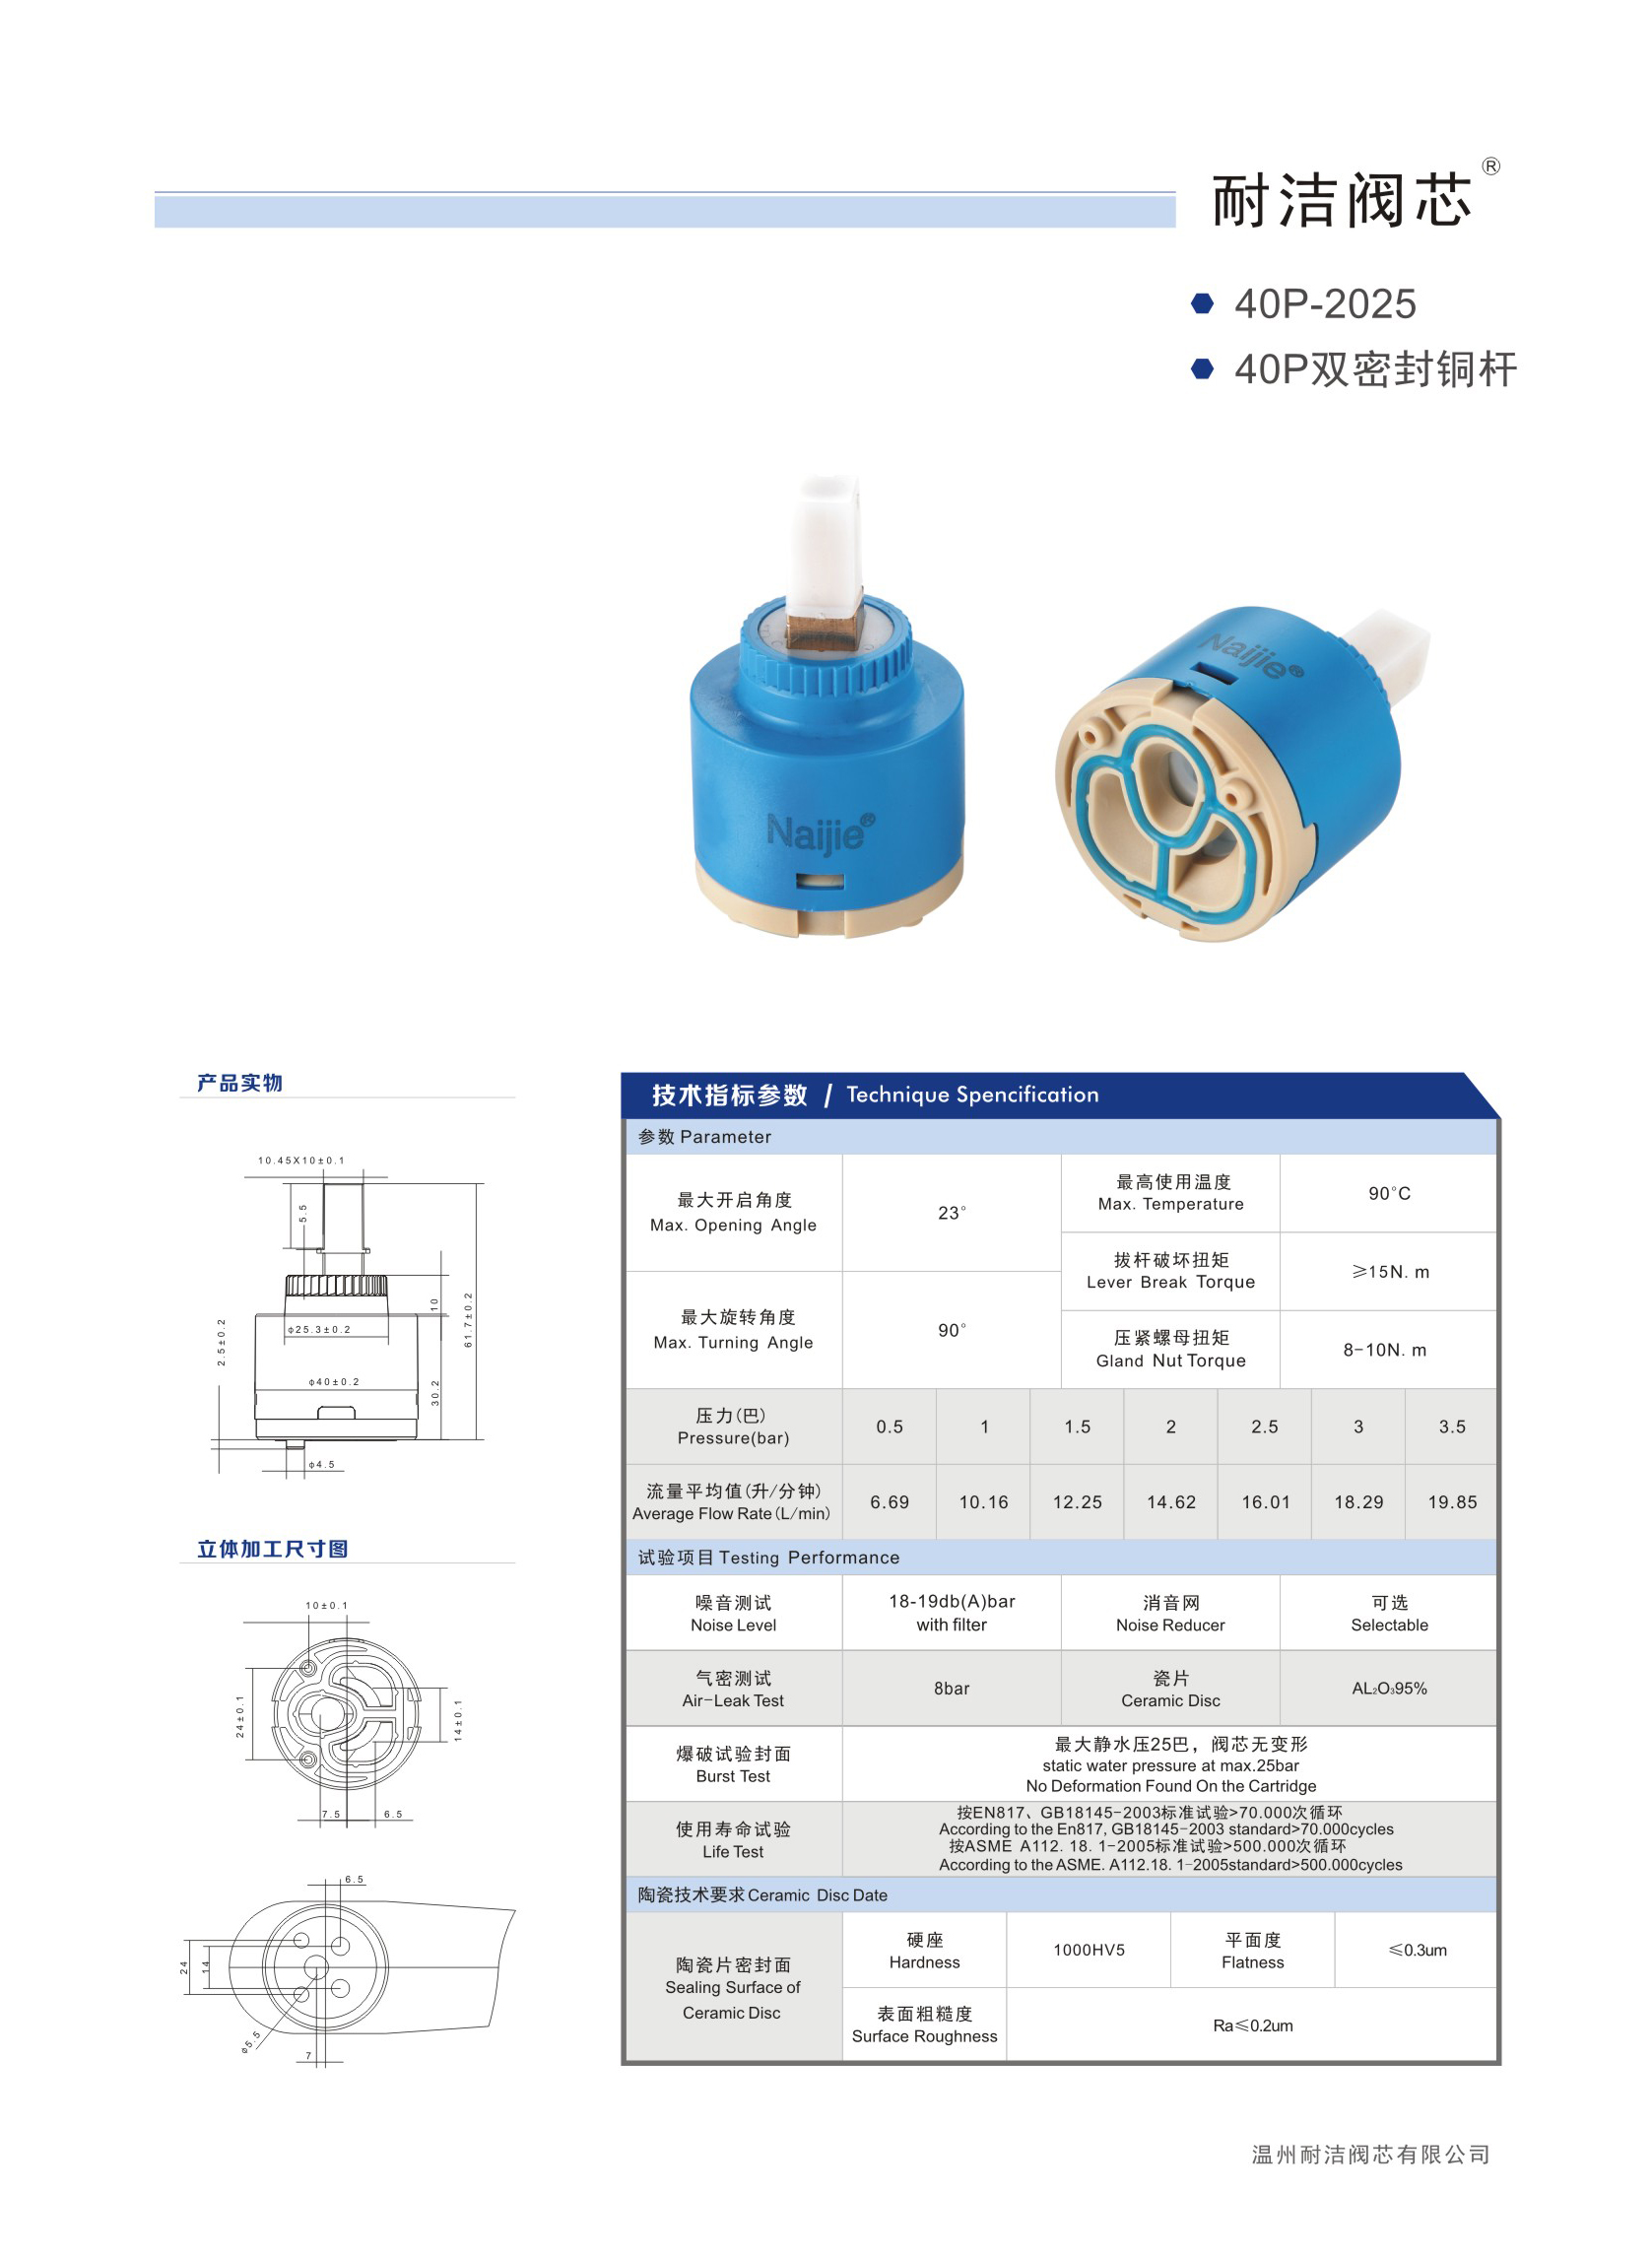 耐洁阀芯®
40P-2025
40P双密封铜杆
Naijie®
Naijie®
产品实物
10.45X10±0.1
5.5
10
61.7±0.2
2.5±0.2
φ25.3±0.2
φ40±0.2
30.2
φ4.5
立体加工尺寸图
10±0.1
24±0.1
14±0.1
7.5
6.5
6.5
24
14
φ5.5
7
技术指标参数 / Technique Spencification
参数 Parameter
最大开启角度
Max. Opening Angle
23°
最高使用温度
Max. Temperature
90°C
拔杆破坏扭矩
Lever Break Torque
≥15N. m
最大旋转角度
Max. Turning Angle
90°
压紧螺母扭矩
Gland Nut Torque
8-10N. m
压力(巴)
Pressure(bar)
0.5 1 1.5 2 2.5 3 3.5
流量平均值(升/分钟)
Average Flow Rate(L/min)
6.69 10.16 12.25 14.62 16.01 18.29 19.85
试验项目 Testing Performance
噪音测试
Noise Level
18-19db(A)bar
with filter
消音网
Noise Reducer
可选
Selectable
气密测试
Air-Leak Test
8bar
瓷片
Ceramic Disc
AL₂O₃95%
爆破试验封面
Burst Test
最大静水压25巴，阀芯无变形
static water pressure at max.25bar
No Deformation Found On the Cartridge
使用寿命试验
Life Test
按EN817、GB18145-2003标准试验>70.000次循环
According to the En817, GB18145-2003 standard>70.000cycles
按ASME A112. 18. 1-2005标准试验>500.000次循环
According to the ASME. A112.18. 1-2005standard>500.000cycles
陶瓷技术要求 Ceramic Disc Date
陶瓷片密封面
Sealing Surface of
Ceramic Disc
硬座
Hardness
1000HV5
平面度
Flatness
≤0.3um
表面粗糙度
Surface Roughness
Ra≤0.2um
温州耐洁阀芯有限公司